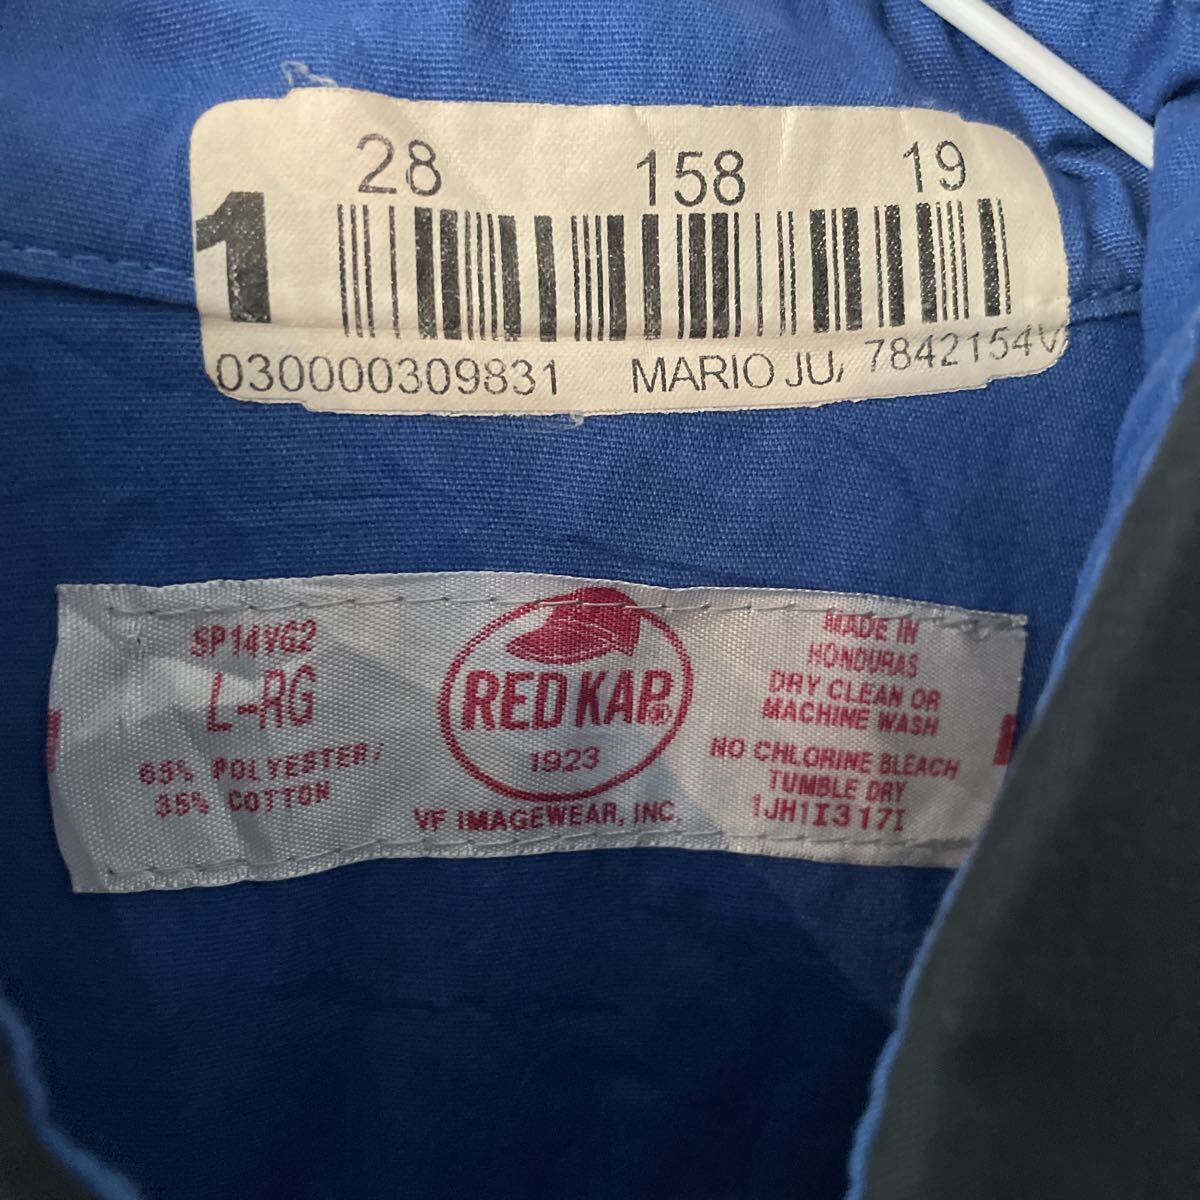 28 158 19
1
030000309831 MARIO JU, 7842154V
SP14VG2
L-RG
65% POLYESTER/
35% COTTON
RED KAP®
1923
VF IMAGEWEAR, INC.
MADE IN
HONDURAS
DRY CLEAN OR
MACHINE WASH
NO CHLORINE BLEACH
TUMBLE DRY
1JH1I317I